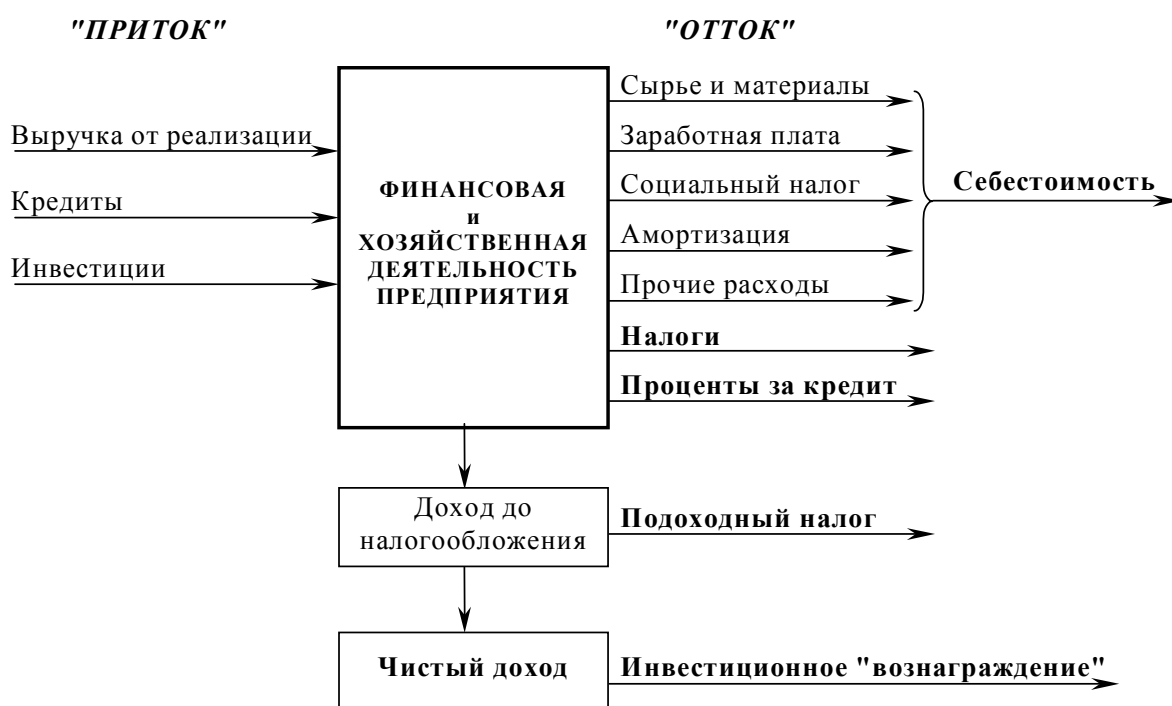 "ПРИТОК"
"ОТТОК"
Выручка от реализации
Кредиты
Инвестиции
ФИНАНСОВАЯ
и
ХОЗЯЙСТВЕННАЯ
ДЕЯТЕЛЬНОСТЬ
ПРЕДПРИЯТИЯ
Сырье и материалы
Заработная плата
Социальный налог
Амортизация
Прочие расходы
Себестоимость
Налоги
Проценты за кредит
Доход до
налогообложения
Подоходный налог
Чистый доход
Инвестиционное "вознаграждение"